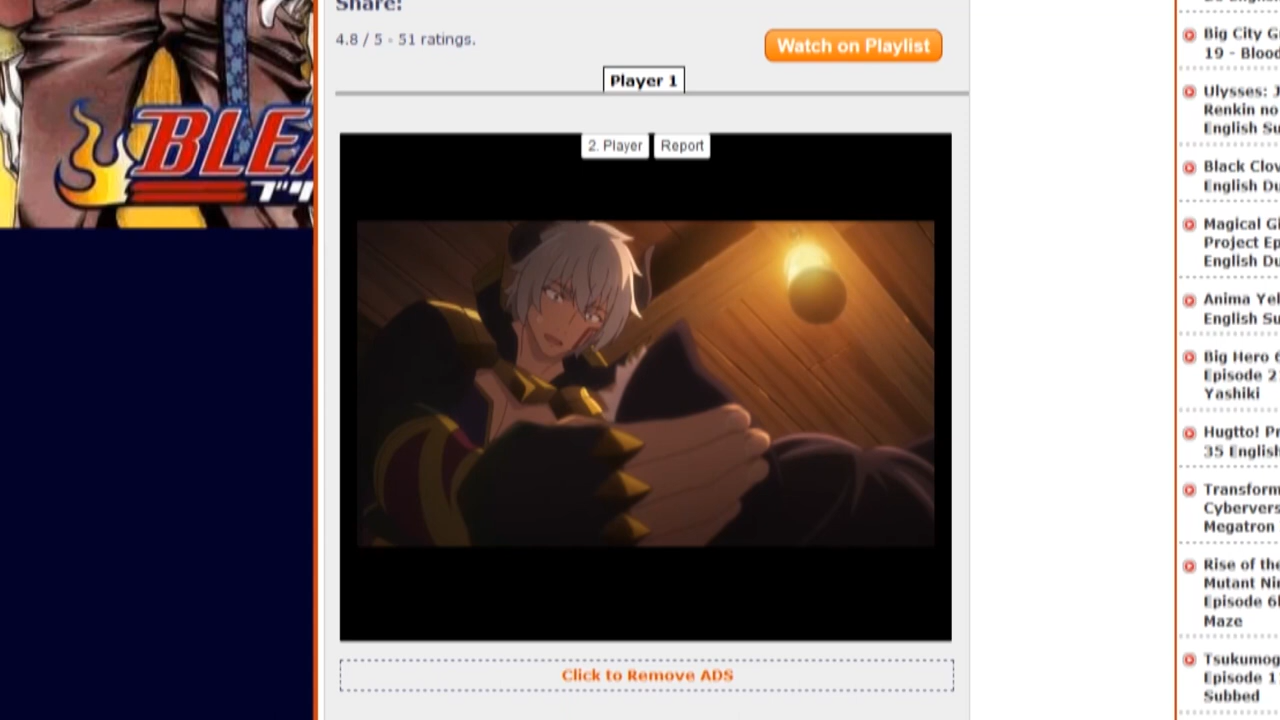 Share:
4.8 / 5 - 51 ratings.
Watch on Playlist
Player 1
2. Player
Report
Click to Remove ADS
BLEA
ブリ
Big City G
19 - Blood
Ulysses: J
Renkin no
English Su
Black Clov
English Du
Magical Gi
Project Ep
English Du
Anima Yel
English Su
Big Hero 6
Episode 2
Yashiki
Hugtto! Pr
35 English
Transform
Cybervers
Megatron
Rise of the
Mutant Nin
Episode 6
Maze
Tsukumog
Episode 1
Subbed